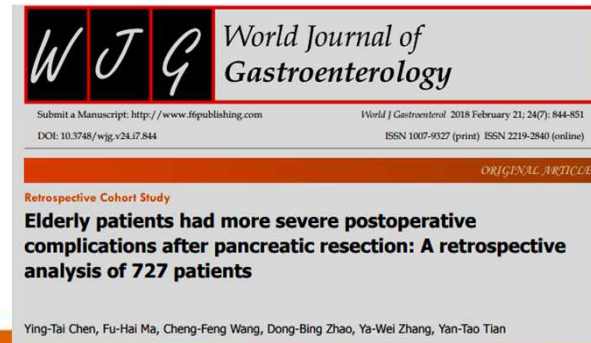 WJG
World Journal of
Gastroenterology
Submit a Manuscript: http://www.f6publishing.com
World J Gastroenterol 2018 February 21; 24(7): 844-851
DOI: 10.3748/wjg.v24.i7.844
ISSN 1007-9327 (print) ISSN 2219-2840 (online)
ORIGINAL ARTICLE
Retrospective Cohort Study
Elderly patients had more severe postoperative
complications after pancreatic resection: A retrospective
analysis of 727 patients
Ying-Tai Chen, Fu-Hai Ma, Cheng-Feng Wang, Dong-Bing Zhao, Ya-Wei Zhang, Yan-Tao Tian